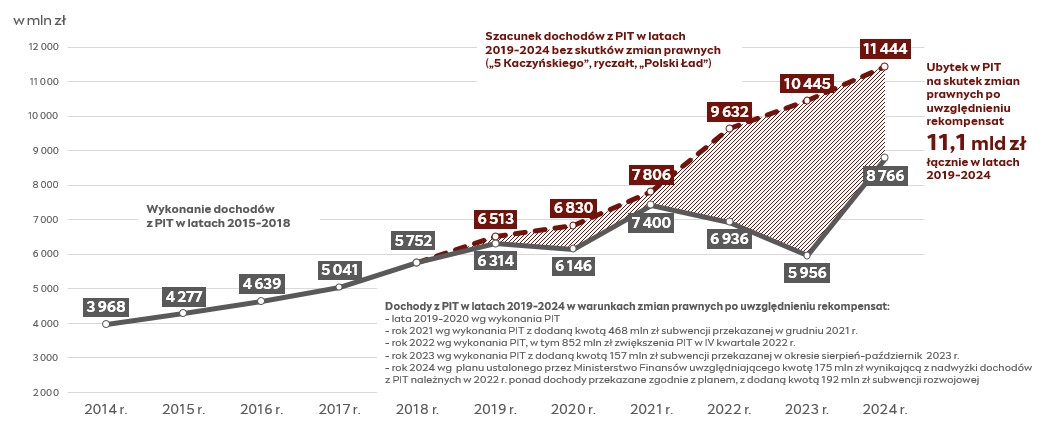 w mln zł
12 000
11 000
10 000
9 000
8 000
7 000
6 000
5 000
4 000
3 000
2 000
Szacunek dochodów z PIT w latach
2019-2024 bez skutków zmian prawnych
(„5 Kaczyńskiego”, ryczałt, „Polski Ład”)
11 444
10 445
9 632
7 806
6 830
6 513
Ubytek w PIT
na skutek zmian
prawnych po
uwzględnieniu
rekompensat
11,1 mld zł
łącznie w latach
2019-2024
Wykonanie dochodów
z PIT w latach 2015-2018
3 968
4 277
4 639
5 041
5 752
6 314
6 146
7 400
6 936
5 956
8 766
Dochody z PIT w latach 2019-2024 w warunkach zmian prawnych po uwzględnieniu rekompensat:
- lata 2019-2020 wg wykonania PIT
- rok 2021 wg wykonania PIT z dodaną kwotą 468 mln zł subwencji przekazanej w grudniu 2021 r.
- rok 2022 wg wykonania PIT, w tym 852 mln zł zwiększenia PIT w IV kwartale 2022 r.
- rok 2023 wg wykonania PIT z dodaną kwotą 157 mln zł subwencji przekazanej w okresie sierpień-październik 2023 r.
- rok 2024 wg planu ustalonego przez Ministerstwo Finansów uwzględniającego kwotę 175 mln zł wynikającą z nadwyżki dochodów
z PIT należnych w 2022 r. ponad dochody przekazane zgodnie z planem, z dodaną kwotą 192 mln zł subwencji rozwojowej
2014 r.
2015 r.
2016 r.
2017 r.
2018 r.
2019 r.
2020 r.
2021 r.
2022 r.
2023 r.
2024 r.